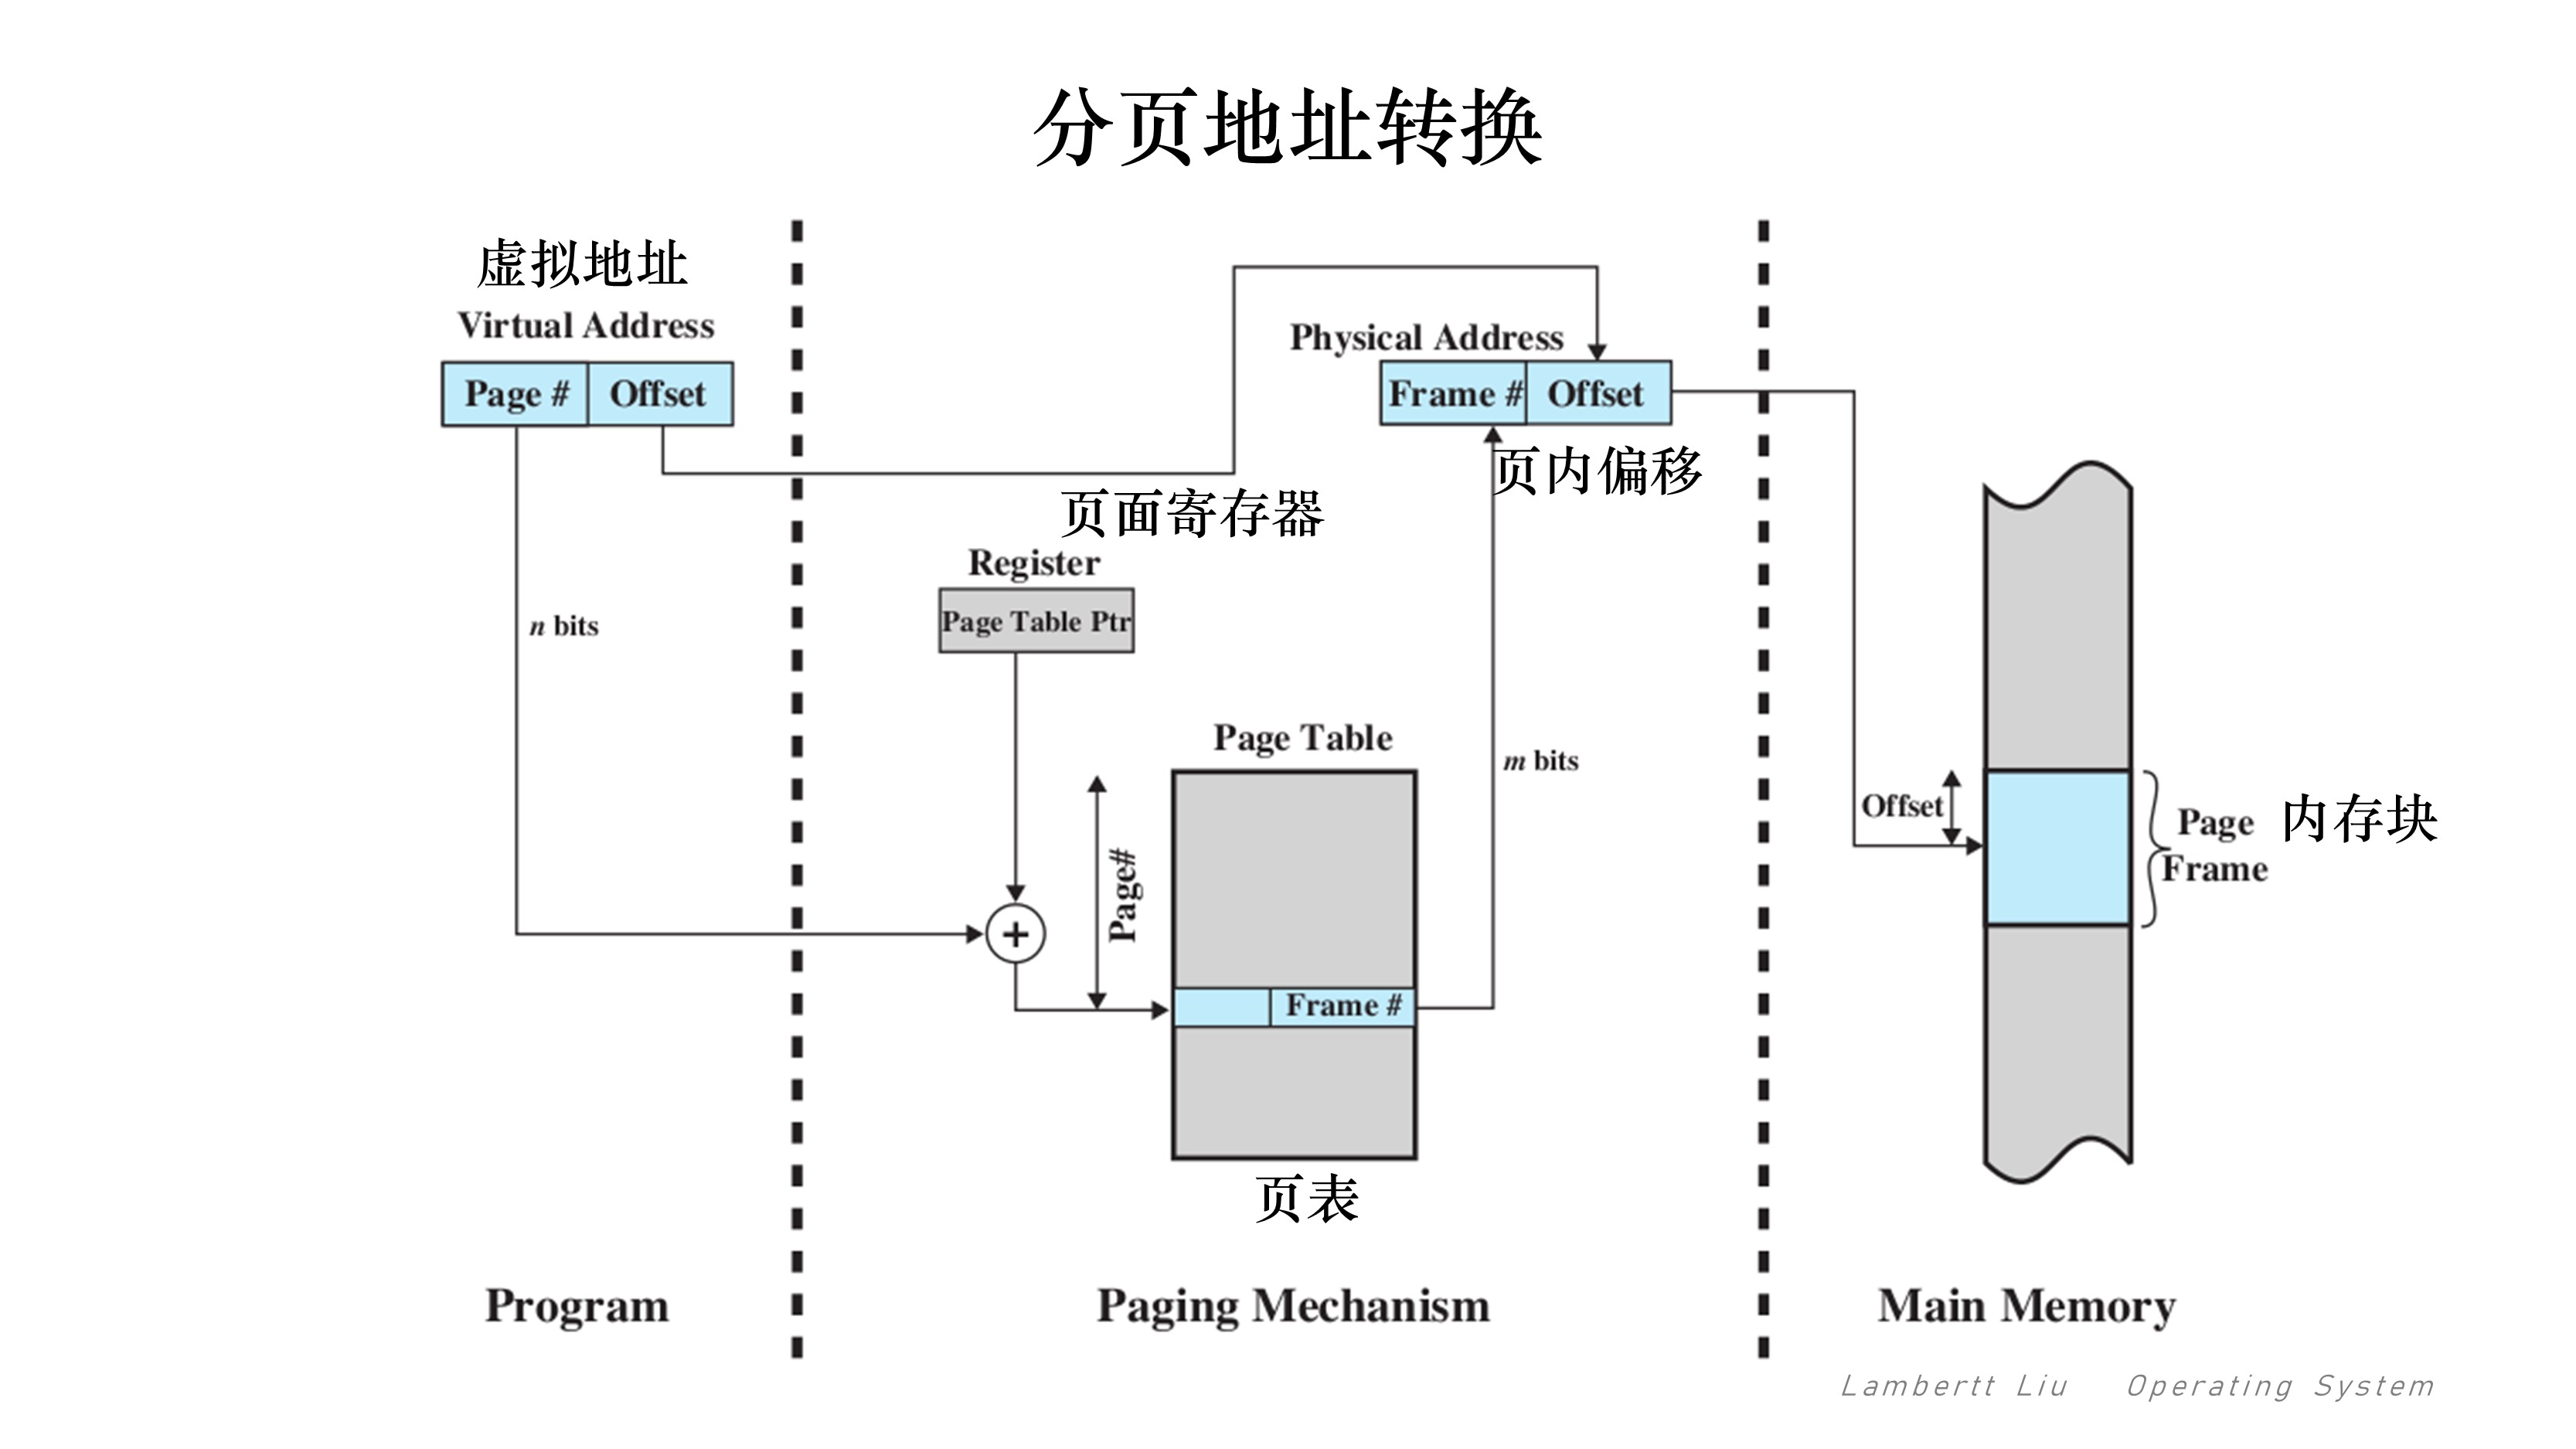 分页地址转换
虚拟地址
Virtual Address
Page # Offset
Physical Address
Frame # Offset
页内偏移
页面寄存器
Register
Page Table Ptr
n bits
Page Table
m bits
Page#
Frame #
页表
Offset
Page
Frame
内存块
Program
Paging Mechanism
Main Memory
Lambertt Liu Operating System